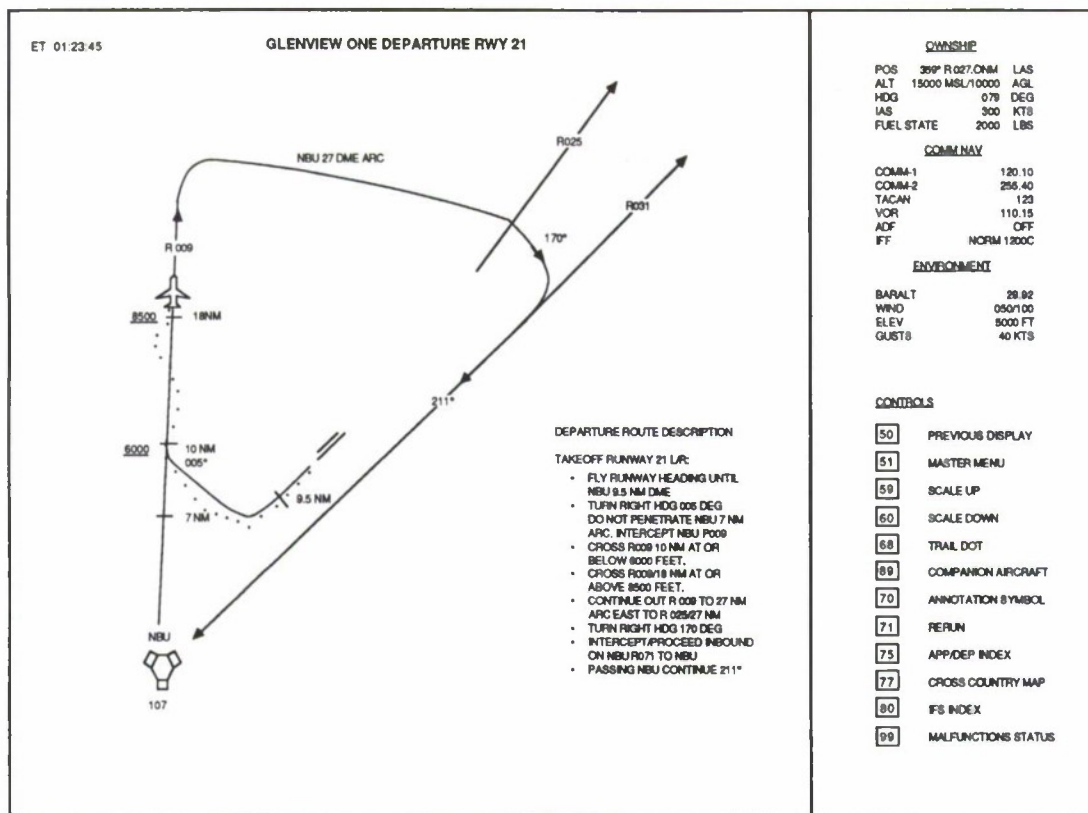 ET 01:23:45
GLENVIEW ONE DEPARTURE RWY 21
NBU 27 DME ARC
R025
R031
170°
R 009
8500
18NM
211°
6000
10 NM
005°
9.5 NM
7 NM
NBU
107
DEPARTURE ROUTE DESCRIPTION
TAKEOFF RUNWAY 21 L/R:
• FLY RUNWAY HEADING UNTIL
NBU 9.5 NM DME
• TURN RIGHT HDG 005 DEG
DO NOT PENETRATE NBU 7 NM
ARC. INTERCEPT NBU R009
• CROSS R009 10 NM AT OR
BELOW 6000 FEET.
• CROSS R009/18 NM AT OR
ABOVE 8500 FEET.
• CONTINUE OUT R 009 TO 27 NM
ARC EAST TO R 025/27 NM
• TURN RIGHT HDG 170 DEG
• INTERCEPT/PROCEED INBOUND
ON NBU R071 TO NBU
• PASSING NBU CONTINUE 211°
OWNSHIP
POS R 027.0NM LAS
ALT 15000 MSL/10000 AGL
HDG 079 DEG
IAS 300 KTS
FUEL STATE 2000 LBS
COMM NAV
COMM-1 120.10
COMM-2 255.40
TACAN 123
VOR 110.15
ADF OFF
IFF NORM 1200C
ENVIRONMENT
BARALT 29.92
WIND 050/100
ELEV 5000 FT
GUSTS 40 KTS
CONTROLS
50 PREVIOUS DISPLAY
51 MASTER MENU
59 SCALE UP
60 SCALE DOWN
68 TRAIL DOT
89 COMPANION AIRCRAFT
70 ANNOTATION SYMBOL
71 RERUN
75 APP/DEP INDEX
77 CROSS COUNTRY MAP
80 IFS INDEX
99 MALFUNCTIONS STATUS